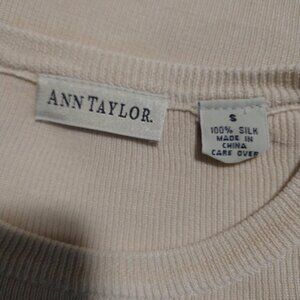 ANN TAYLOR.
S
100% SILK
MADE IN
CHINA
CARE OVER